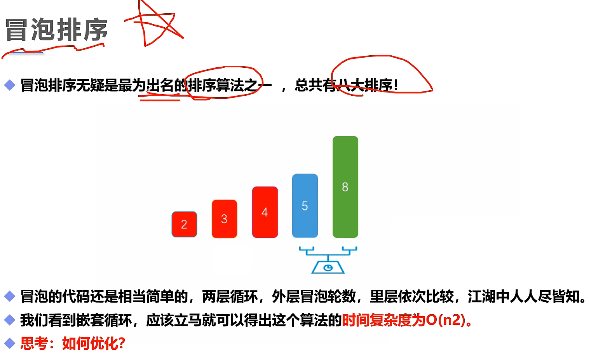 冒泡排序
冒泡排序无疑是最为出名的排序算法之一 ，总共有八大排序！
2 3 4 5 8
冒泡的代码还是相当简单的，两层循环，外层冒泡轮数，里层依次比较，江湖中人人尽皆知。
我们看到嵌套循环，应该立马就可以得出这个算法的时间复杂度为O(n2)。
思考：如何优化？